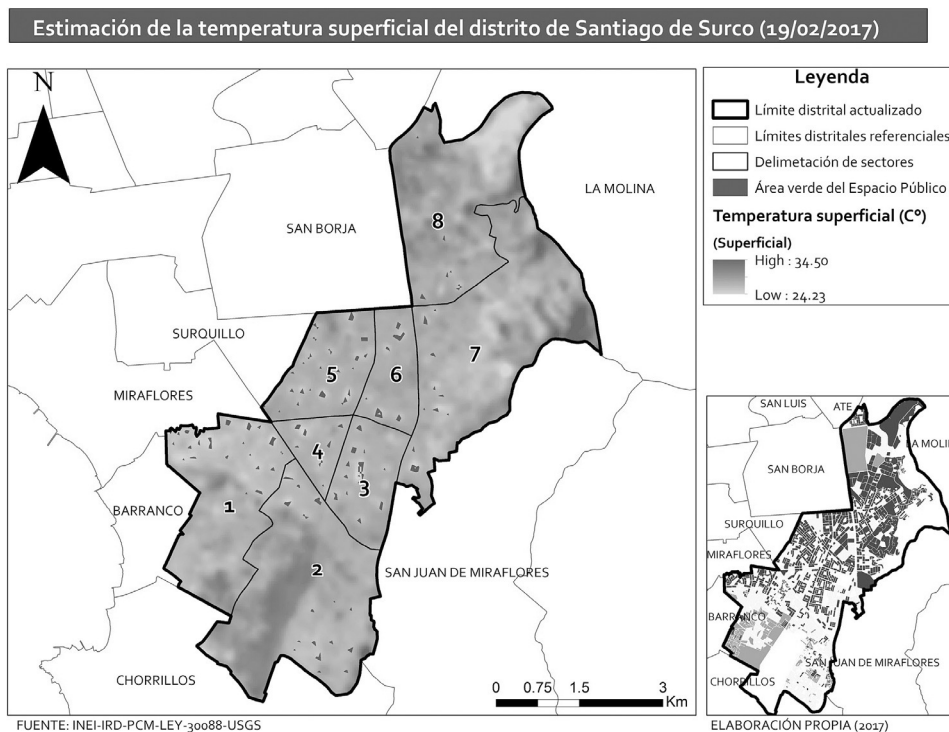 Estimación de la temperatura superficial del distrito de Santiago de Surco (19/02/2017)
N
LA MOLINA
SAN BORJA
SURQUILLO
MIRAFLORES
BARRANCO
SAN JUAN DE MIRAFLORES
CHORRILLOS
8
7
5
6
4
3
1
2
0 0.75 1.5 3
Km
FUENTE: INEI-IRD-PCM-LEY-30088-USGS
Leyenda
Límite distrital actualizado
Límites distritales referenciales
Delimetación de sectores
Área verde del Espacio Público
Temperatura superficial (C°)
(Superficial)
High : 34.50
Low : 24.23
SAN LUIS
ATE
LA MOLIN
SAN BORJA
SURQUILLO
MIRAFLORES
BARRANCO
SAN JUAN DE MIRAFLORES
CHORRILLOS
ELABORACIÓN PROPIA (2017)